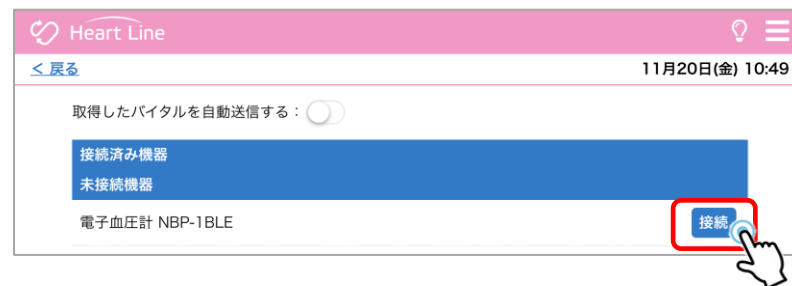 Heart Line
< 戻る
11月20日(金) 10:49
取得したバイタルを自動送信する：
接続済み機器
未接続機器
電子血圧計 NBP-1BLE
接続